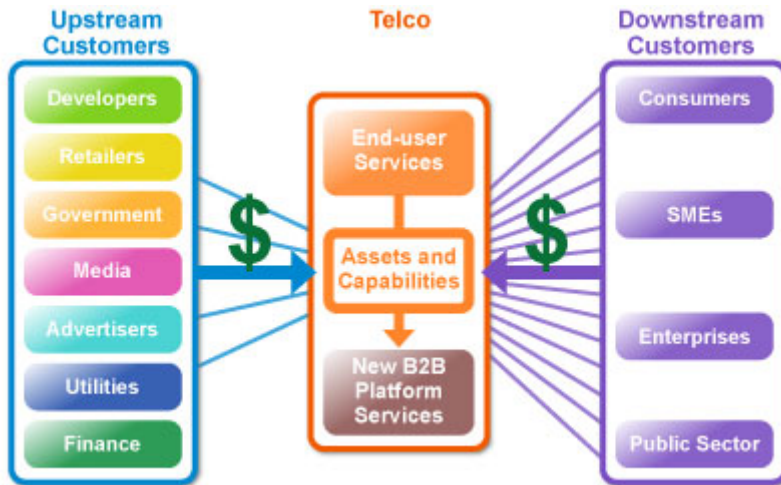 Upstream
Customers
Developers
Retailers
Government
Media
Advertisers
Utilities
Finance
$
Telco
End-user
Services
Assets and
Capabilities
New B2B
Platform
Services
$
Downstream
Customers
Consumers
SMEs
Enterprises
Public Sector